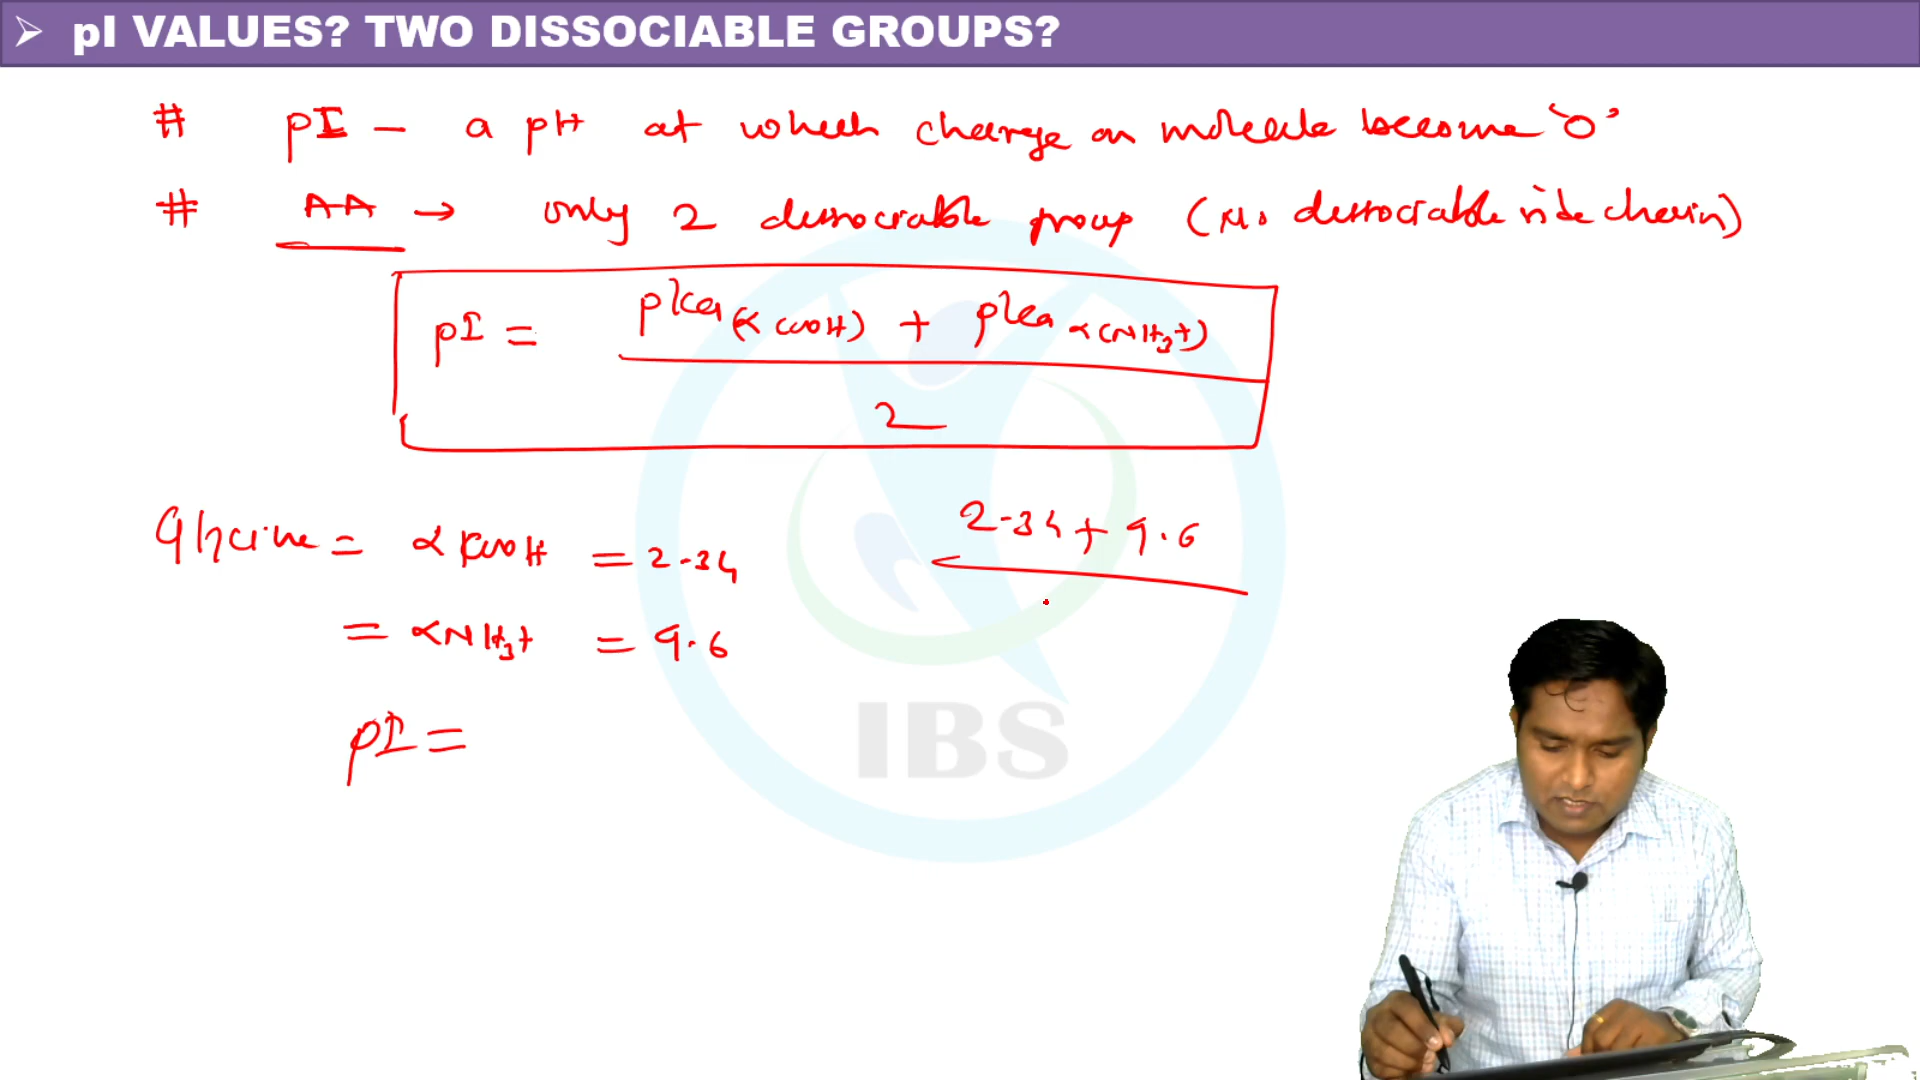 pI VALUES? TWO DISSOCIABLE GROUPS?
# pI – a pH at which charge on molecule become '0'
# AA → only 2 dissociable group (No dissociable side chain)
pI = pKa (α COOH) + pKa α(NH3+)
2
Glycine = α COOH = 2.34
2.34 + 9.6
= αNH3+ = 9.6
pI =
IBS